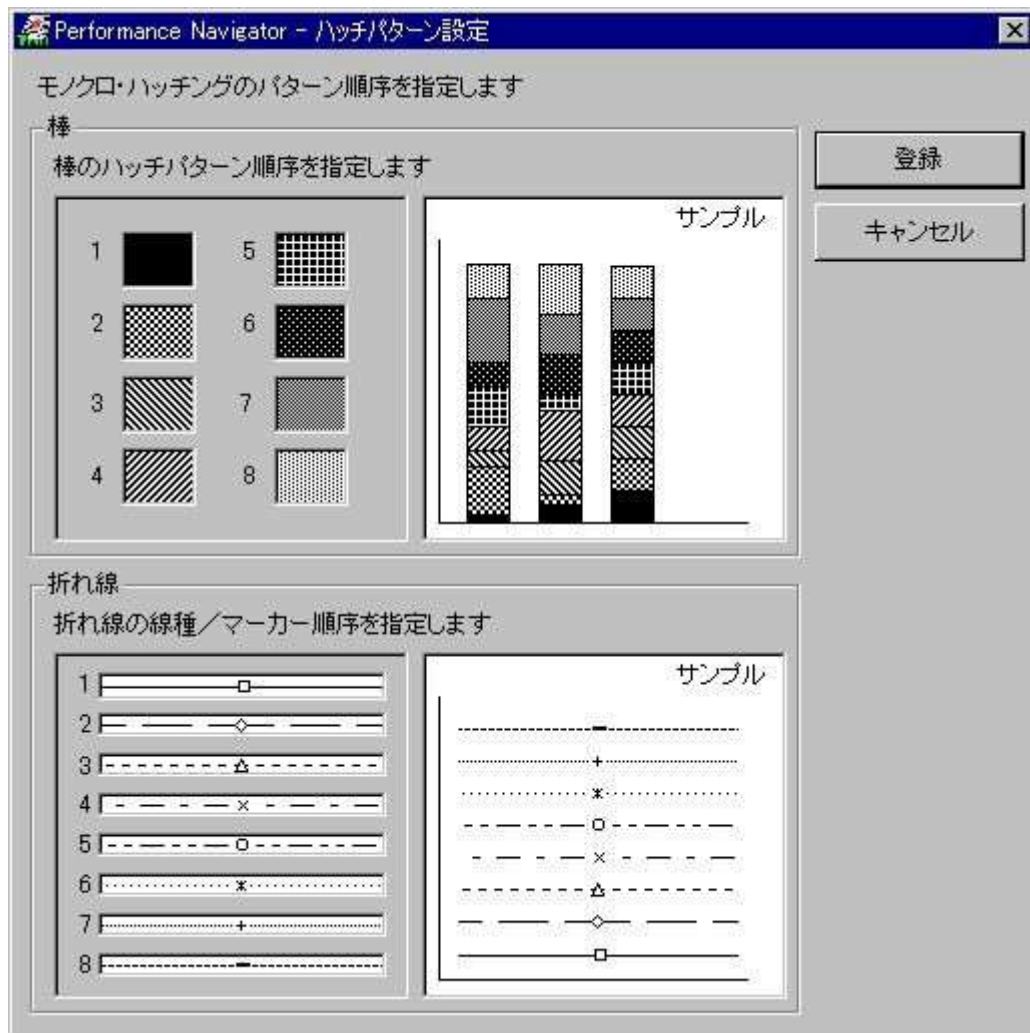 Performance Navigator - ハッチパターン設定
モノクロ・ハッチングのパターン順序を指定します
棒
棒のハッチパターン順序を指定します
1
5
2
6
3
7
4
8
サンプル
登録
キャンセル
折れ線
折れ線の線種／マーカー順序を指定します
1
2
3
4
5
6
7
8
サンプル